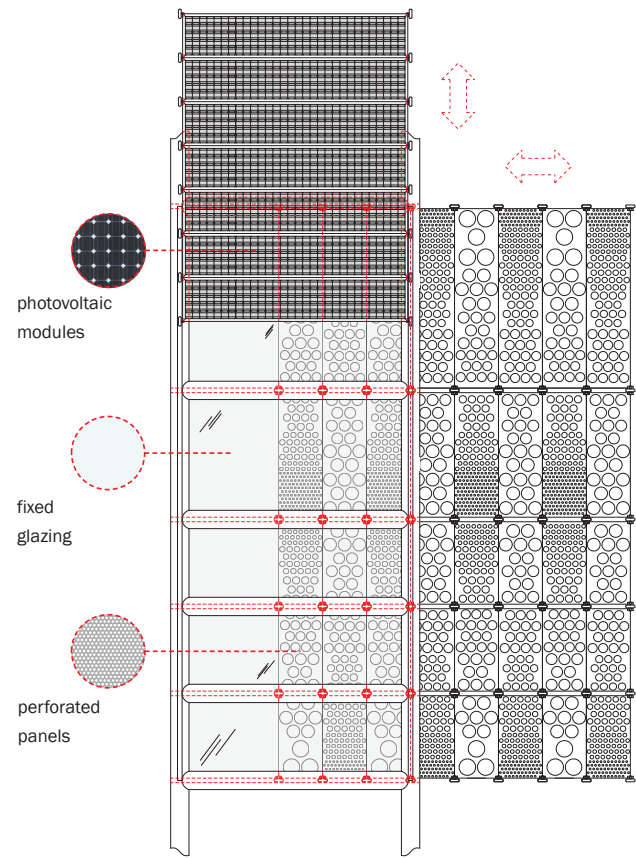 photovoltaic
modules
fixed
glazing
perforated
panels